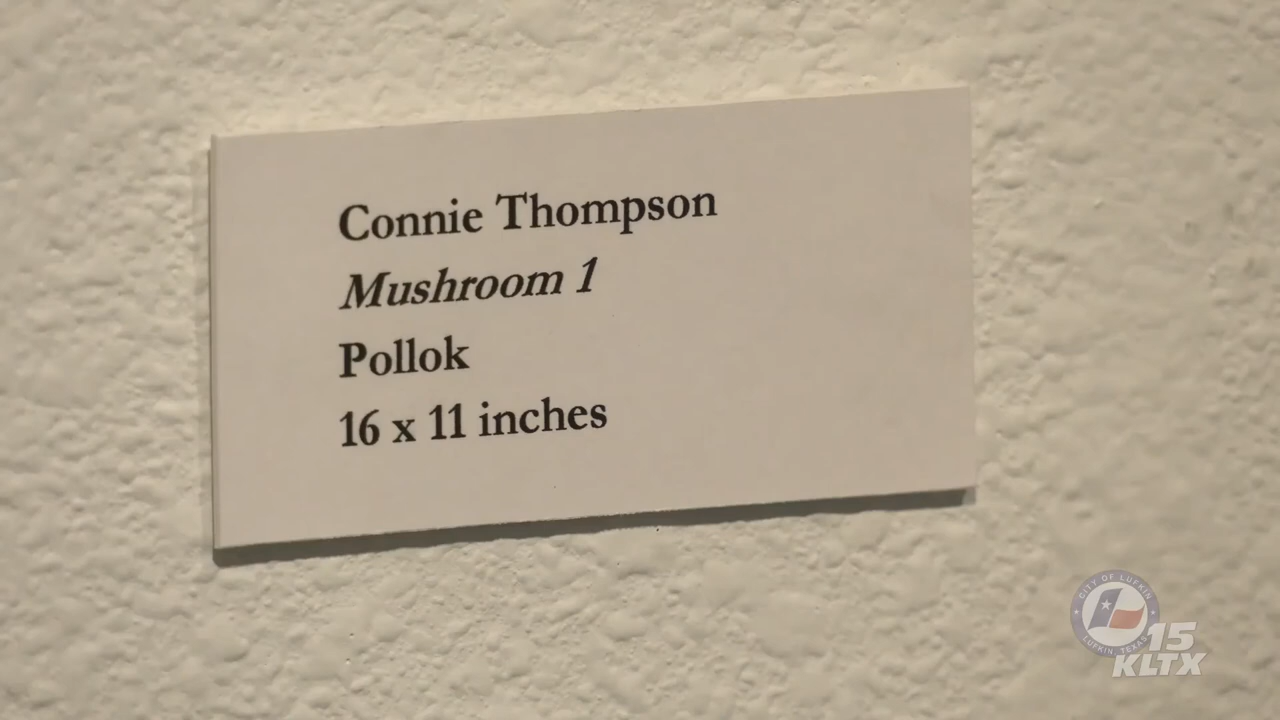 Connie Thompson
Mushroom 1
Pollok
16 x 11 inches
CITY OF LUFKIN
LUFKIN, TEXAS
15
KLTX